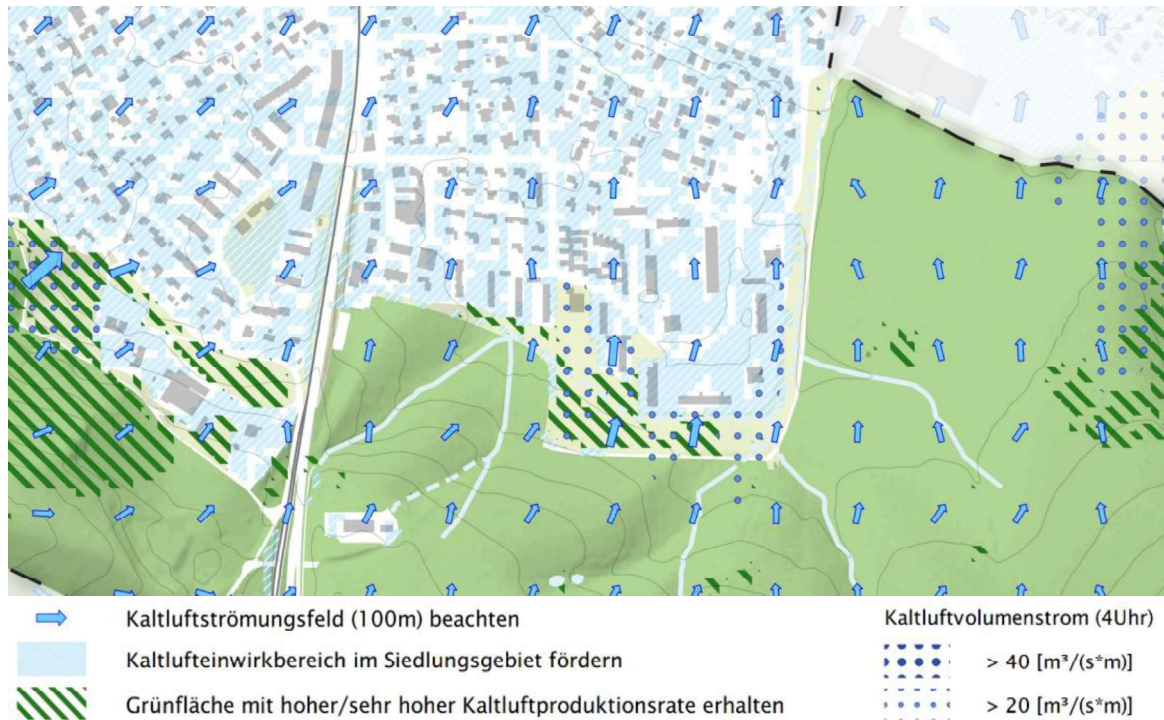 Kaltluftströmungsfeld (100m) beachten
Kaltlufteinwirkbereich im Siedlungsgebiet fördern
Grünfläche mit hoher/sehr hoher Kaltluftproduktionsrate erhalten
Kaltluftvolumenstrom (4Uhr)
> 40 [m³/(s*m)]
> 20 [m³/(s*m)]